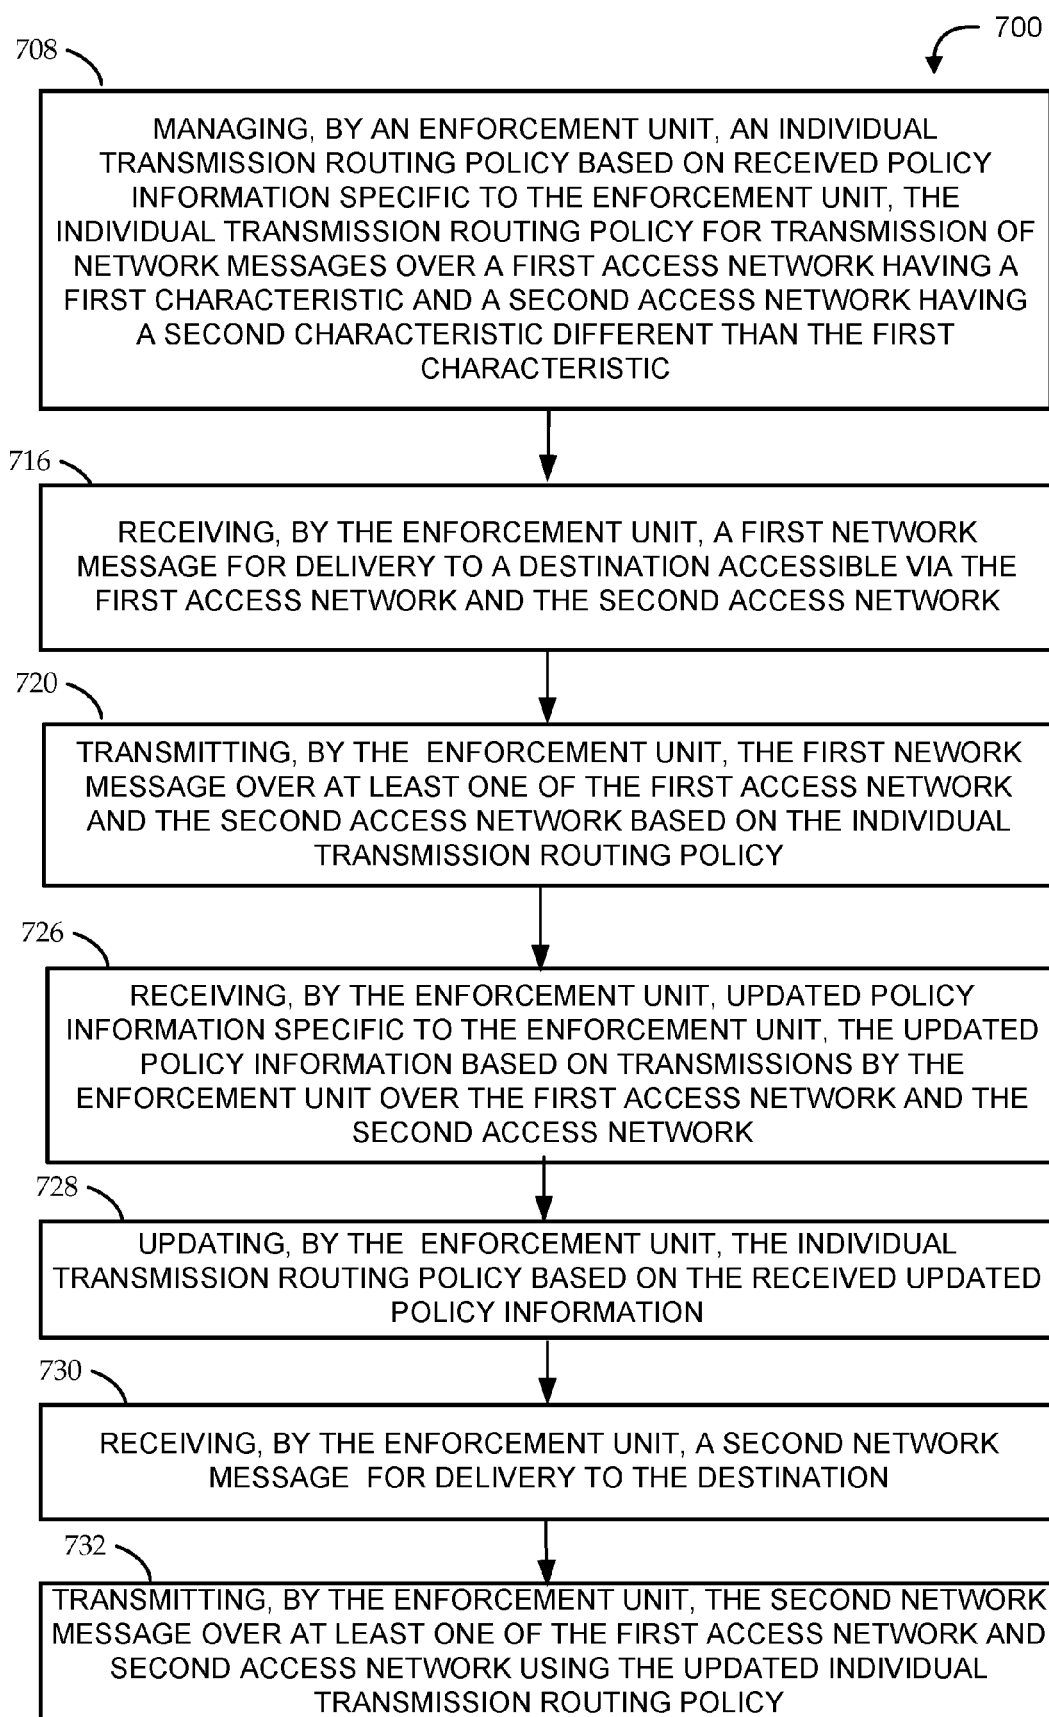 700
708
MANAGING, BY AN ENFORCEMENT UNIT, AN INDIVIDUAL
TRANSMISSION ROUTING POLICY BASED ON RECEIVED POLICY
INFORMATION SPECIFIC TO THE ENFORCEMENT UNIT, THE
INDIVIDUAL TRANSMISSION ROUTING POLICY FOR TRANSMISSION OF
NETWORK MESSAGES OVER A FIRST ACCESS NETWORK HAVING A
FIRST CHARACTERISTIC AND A SECOND ACCESS NETWORK HAVING
A SECOND CHARACTERISTIC DIFFERENT THAN THE FIRST
CHARACTERISTIC
716
RECEIVING, BY THE ENFORCEMENT UNIT, A FIRST NETWORK
MESSAGE FOR DELIVERY TO A DESTINATION ACCESSIBLE VIA THE
FIRST ACCESS NETWORK AND THE SECOND ACCESS NETWORK
720
TRANSMITTING, BY THE ENFORCEMENT UNIT, THE FIRST NEWORK
MESSAGE OVER AT LEAST ONE OF THE FIRST ACCESS NETWORK
AND THE SECOND ACCESS NETWORK BASED ON THE INDIVIDUAL
TRANSMISSION ROUTING POLICY
726
RECEIVING, BY THE ENFORCEMENT UNIT, UPDATED POLICY
INFORMATION SPECIFIC TO THE ENFORCEMENT UNIT, THE UPDATED
POLICY INFORMATION BASED ON TRANSMISSIONS BY THE
ENFORCEMENT UNIT OVER THE FIRST ACCESS NETWORK AND THE
SECOND ACCESS NETWORK
728
UPDATING, BY THE ENFORCEMENT UNIT, THE INDIVIDUAL
TRANSMISSION ROUTING POLICY BASED ON THE RECEIVED UPDATED
POLICY INFORMATION
730
RECEIVING, BY THE ENFORCEMENT UNIT, A SECOND NETWORK
MESSAGE FOR DELIVERY TO THE DESTINATION
732
TRANSMITTING, BY THE ENFORCEMENT UNIT, THE SECOND NETWORK
MESSAGE OVER AT LEAST ONE OF THE FIRST ACCESS NETWORK AND
SECOND ACCESS NETWORK USING THE UPDATED INDIVIDUAL
TRANSMISSION ROUTING POLICY